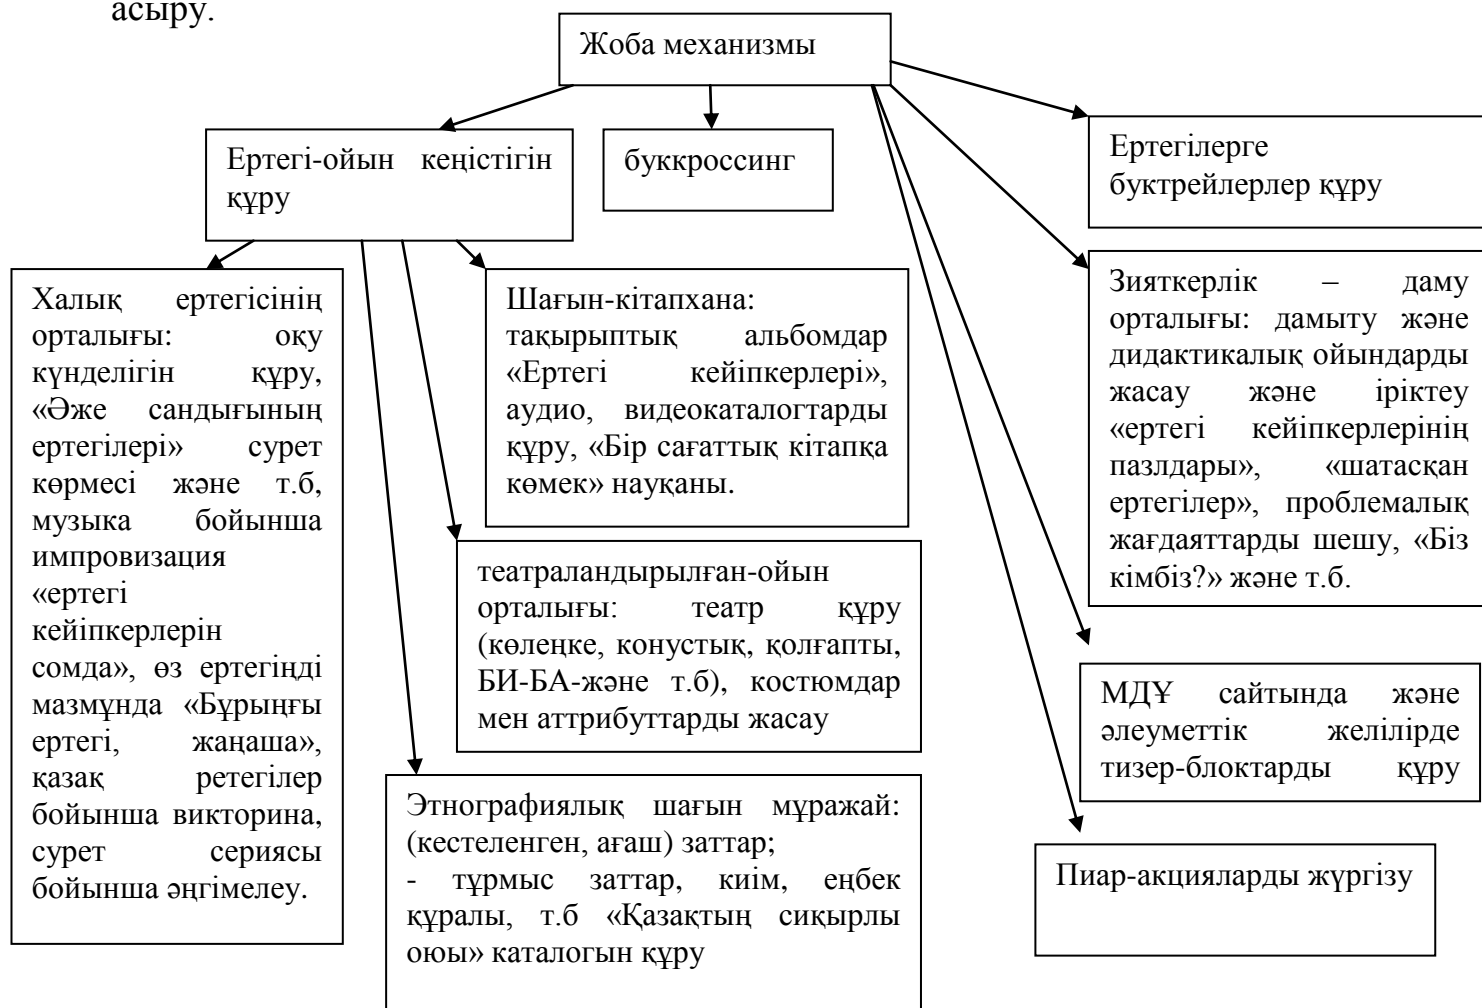 асыру.
Жоба механизмы
Ертегі-ойын кеңістігін
құру
буккроссинг
Ертегілерге
буктрейлерлер құру
Халық ертегісінің
орталығы: оқу
күнделігін құру,
«Әже сандығының
ертегілері» сурет
көрмесі және т.б,
музыка бойынша
импровизация
«ертегі
кейіпкерлерін
сомда», өз ертегіңді
мазмұнда «Бұрынғы
ертегі, жаңаша»,
қазақ ретегілер
бойынша викторина,
сурет сериясы
бойынша әңгімелеу.
Шағын-кітапхана:
тақырыптық альбомдар
«Ертегі кейіпкерлері»,
аудио, видеокаталогтарды
құру, «Бір сағаттық кітапқа
көмек» науқаны.
Зияткерлік – даму
орталығы: дамыту және
дидактикалық ойындарды
жасау және іріктеу
«ертегі кейіпкерлерінің
пазлдары», «шатасқан
ертегілер», проблемалық
жағдаяттарды шешу, «Біз
кімбіз?» және т.б.
театраландырылған-ойын
орталығы: театр құру
(көлеңке, конустық, қолғапты,
БИ-БА-және т.б), костюмдар
мен аттрибуттарды жасау
МДҰ сайтында және
әлеуметтік желілірде
тизер-блоктарды құру
Этнографиялық шағын мұражай:
(кестеленген, ағаш) заттар;
- тұрмыс заттар, киім, еңбек
құралы, т.б «Қазақтың сиқырлы
оюы» каталогын құру
Пиар-акцияларды жүргізу